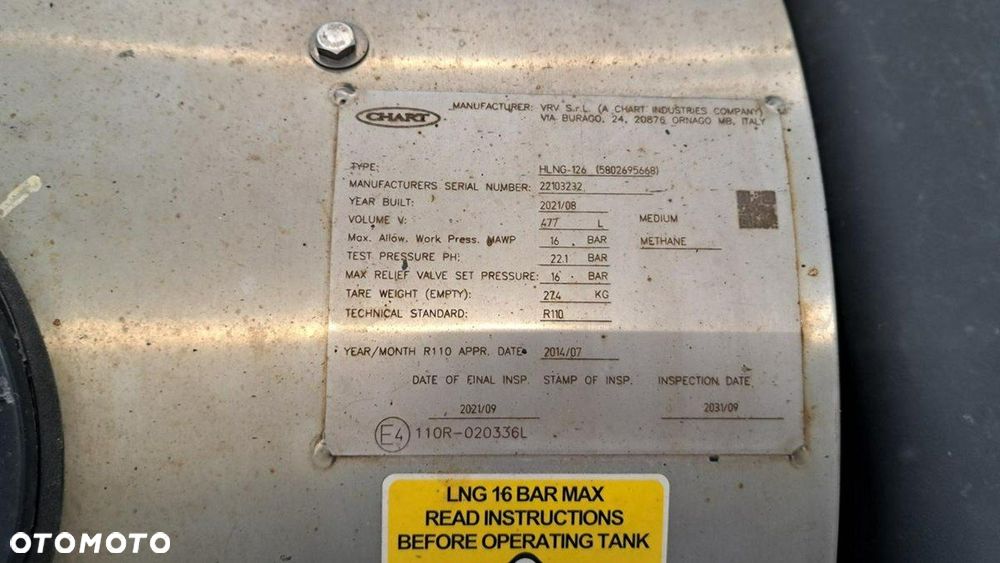 CHART
MANUFACTURER: VRV S.r.L. (A CHART INDUSTRIES COMPANY)
VIA BURAGO, 24, 20876 ORNAGO MB, ITALY
TYPE: HLNG-126 (5802695668)
MANUFACTURERS SERIAL NUMBER: 22103232
YEAR BUILT: 2021/08
VOLUME V: 477 L MEDIUM
Max. Allow. Work Press. MAWP 16 BAR METHANE
TEST PRESSURE PH: 22.1 BAR
MAX RELIEF VALVE SET PRESSURE: 16 BAR
TARE WEIGHT (EMPTY): 274 KG
TECHNICAL STANDARD: R110
YEAR/MONTH R110 APPR. DATE 2014/07
DATE OF FINAL INSP. STAMP OF INSP. INSPECTION DATE
2021/09 2031/09
E4 110R-020336L
LNG 16 BAR MAX
READ INSTRUCTIONS
BEFORE OPERATING TANK
OTOMOTO